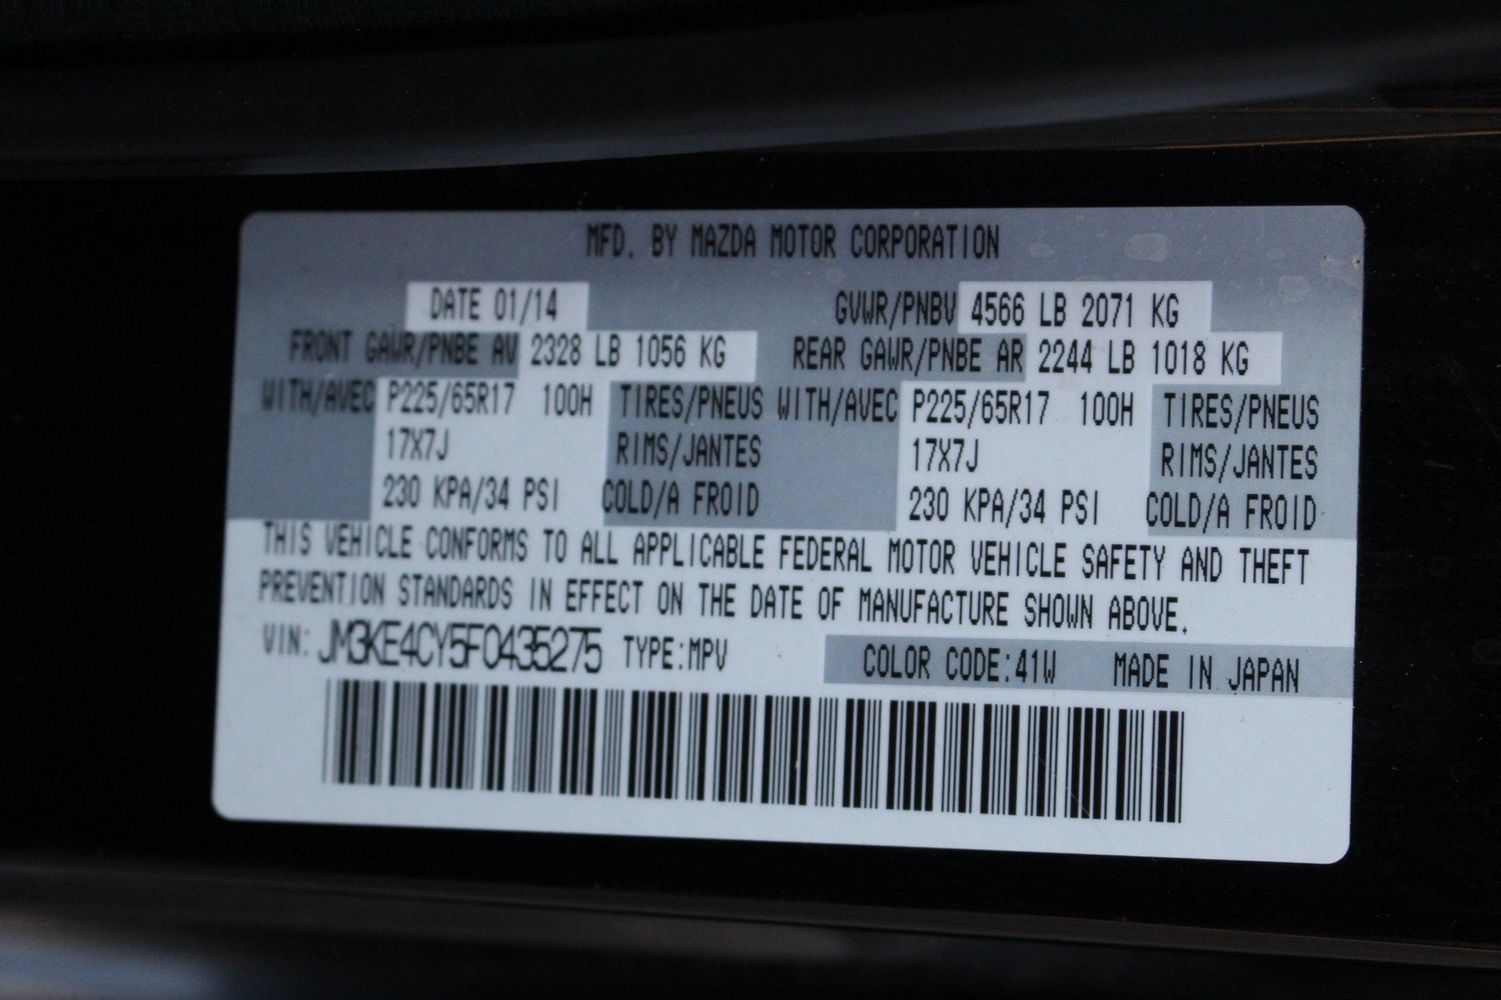 MFD. BY MAZDA MOTOR CORPORATION
DATE 01/14 GVWR/PNBV 4566 LB 2071 KG
FRONT GAWR/PNBE AV 2328 LB 1056 KG REAR GAWR/PNBE AR 2244 LB 1018 KG
WITH/AVEC P225/65R17 100H TIRES/PNEUS WITH/AVEC P225/65R17 100H TIRES/PNEUS
17X7J RIMS/JANTES 17X7J RIMS/JANTES
230 KPA/34 PSI COLD/A FROID 230 KPA/34 PSI COLD/A FROID
THIS VEHICLE CONFORMS TO ALL APPLICABLE FEDERAL MOTOR VEHICLE SAFETY AND THEFT
PREVENTION STANDARDS IN EFFECT ON THE DATE OF MANUFACTURE SHOWN ABOVE.
VIN: JM3KE4CY5F0435275 TYPE:MPV COLOR CODE:41W MADE IN JAPAN